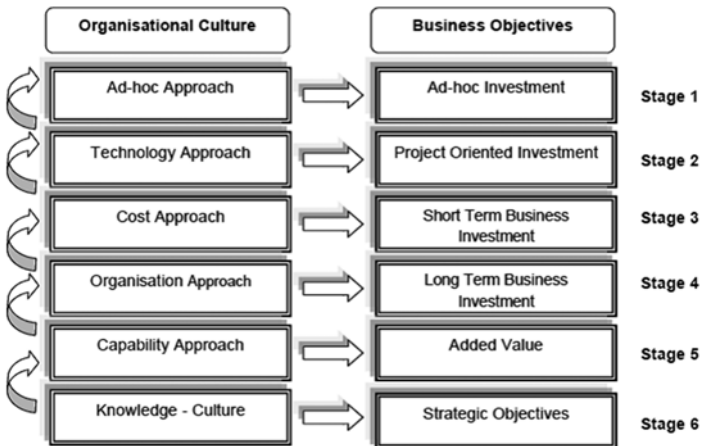 Organisational Culture
Business Objectives
Ad-hoc Approach
Ad-hoc Investment
Stage 1
Technology Approach
Project Oriented Investment
Stage 2
Cost Approach
Short Term Business
Investment
Stage 3
Organisation Approach
Long Term Business
Investment
Stage 4
Capability Approach
Added Value
Stage 5
Knowledge - Culture
Strategic Objectives
Stage 6